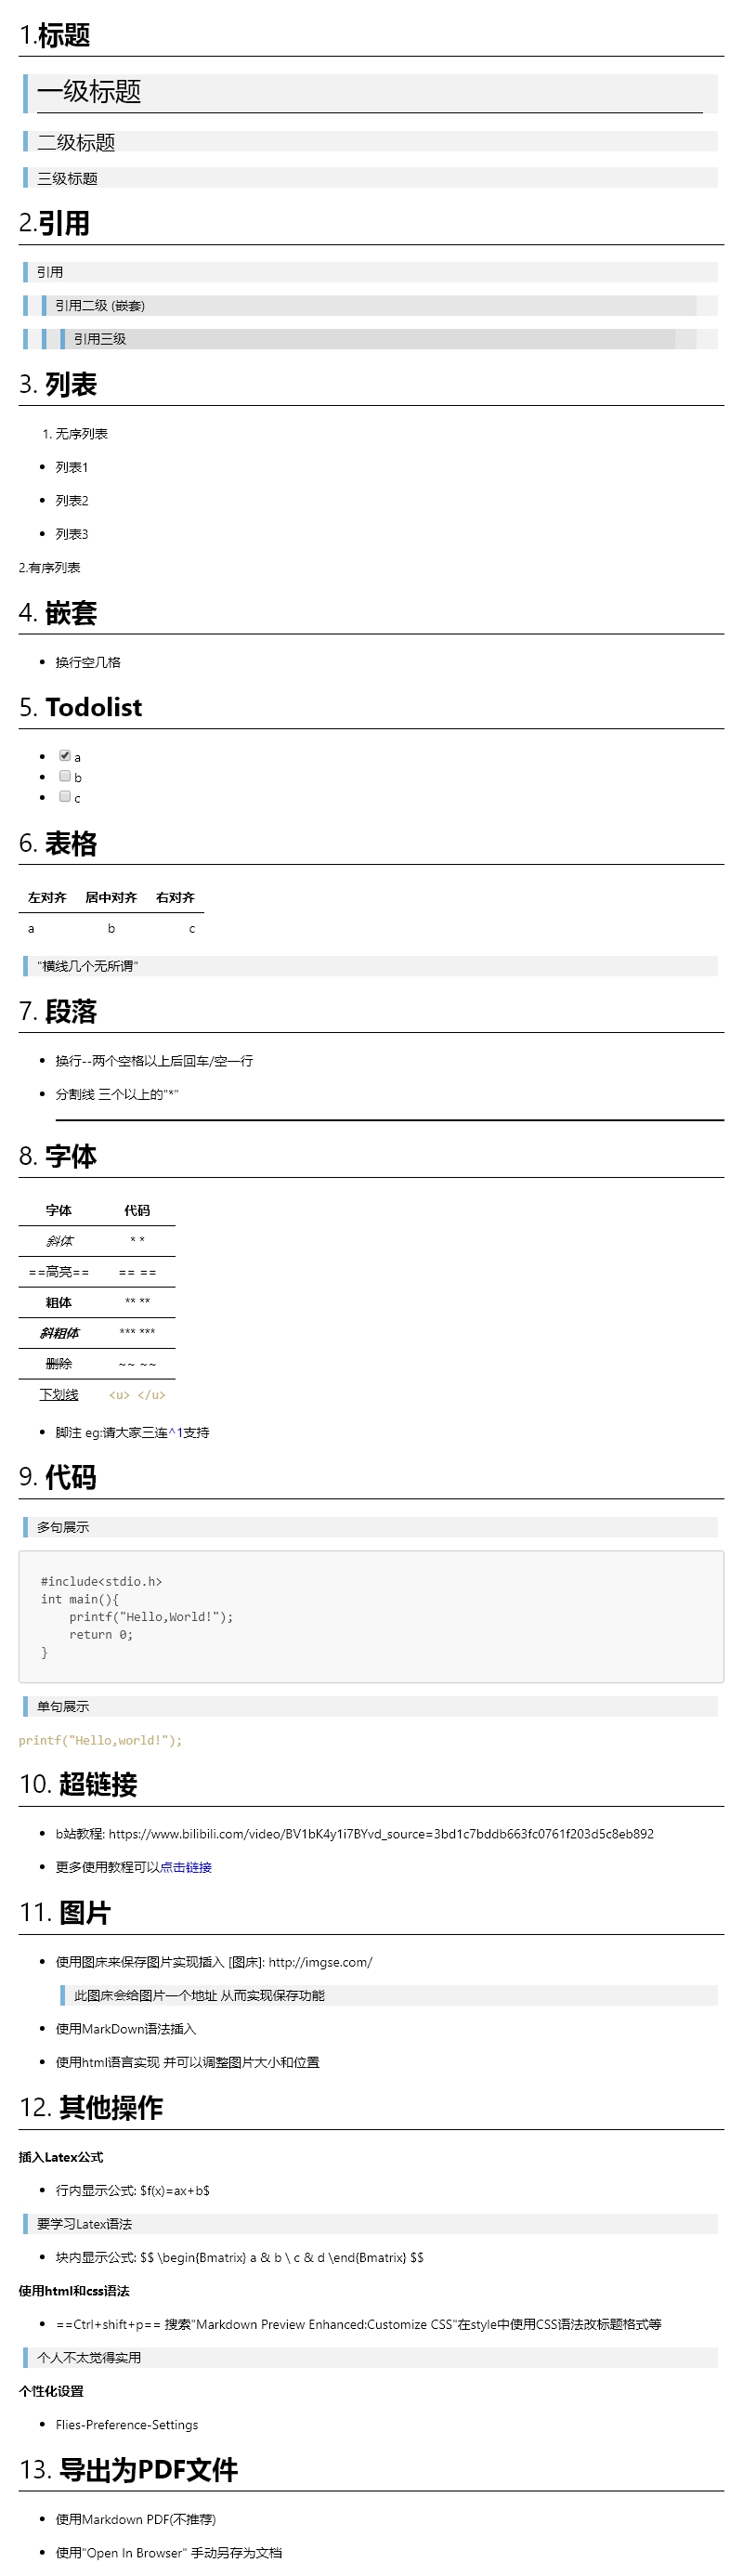 1.标题
一级标题
二级标题
三级标题
2.引用
引用
引用二级 (嵌套)
引用三级
3. 列表
1. 无序列表
列表1
列表2
列表3
2.有序列表
4. 嵌套
换行空几格
5. Todolist
a
b
c
6. 表格
左对齐 居中对齐 右对齐
a b c
"横线几个无所谓"
7. 段落
换行--两个空格以上后回车/空一行
分割线 三个以上的"*"
8. 字体
字体 代码
斜体 * *
==高亮== == ==
粗体 ** **
斜粗体 *** ***
删除 ~~ ~~
下划线 <u> </u>
脚注 eg:请大家三连^1支持
9. 代码
多句展示
#include<stdio.h>
int main(){
    printf("Hello,World!");
    return 0;
}
单句展示
printf("Hello,world!");
10. 超链接
b站教程: https://www.bilibili.com/video/BV1bK4y1i7BYvd_source=3bd1c7bddb663fc0761f203d5c8eb892
更多使用教程可以点击链接
11. 图片
使用图床来保存图片实现插入 [图床]: http://imgse.com/
此图床会给图片一个地址 从而实现保存功能
使用MarkDown语法插入
使用html语言实现 并可以调整图片大小和位置
12. 其他操作
插入Latex公式
行内显示公式: $f(x)=ax+b$
要学习Latex语法
块内显示公式: $$ \begin{Bmatrix} a & b \ c & d \end{Bmatrix} $$
使用html和css语法
==Ctrl+shift+p== 搜索"Markdown Preview Enhanced:Customize CSS"在style中使用CSS语法改标题格式等
个人不太觉得实用
个性化设置
Flies-Preference-Settings
13. 导出为PDF文件
使用Markdown PDF(不推荐)
使用"Open In Browser" 手动另存为文档